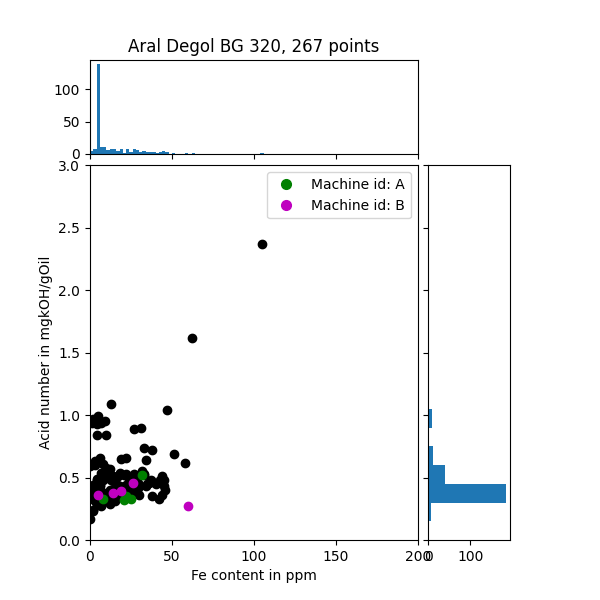 Aral Degol BG 320, 267 points
100
50
0
3.0
2.5
2.0
1.5
1.0
0.5
0.0
Acid number in mgkOH/gOil
Machine id: A
Machine id: B
0 50 100 150 200
0 100
Fe content in ppm